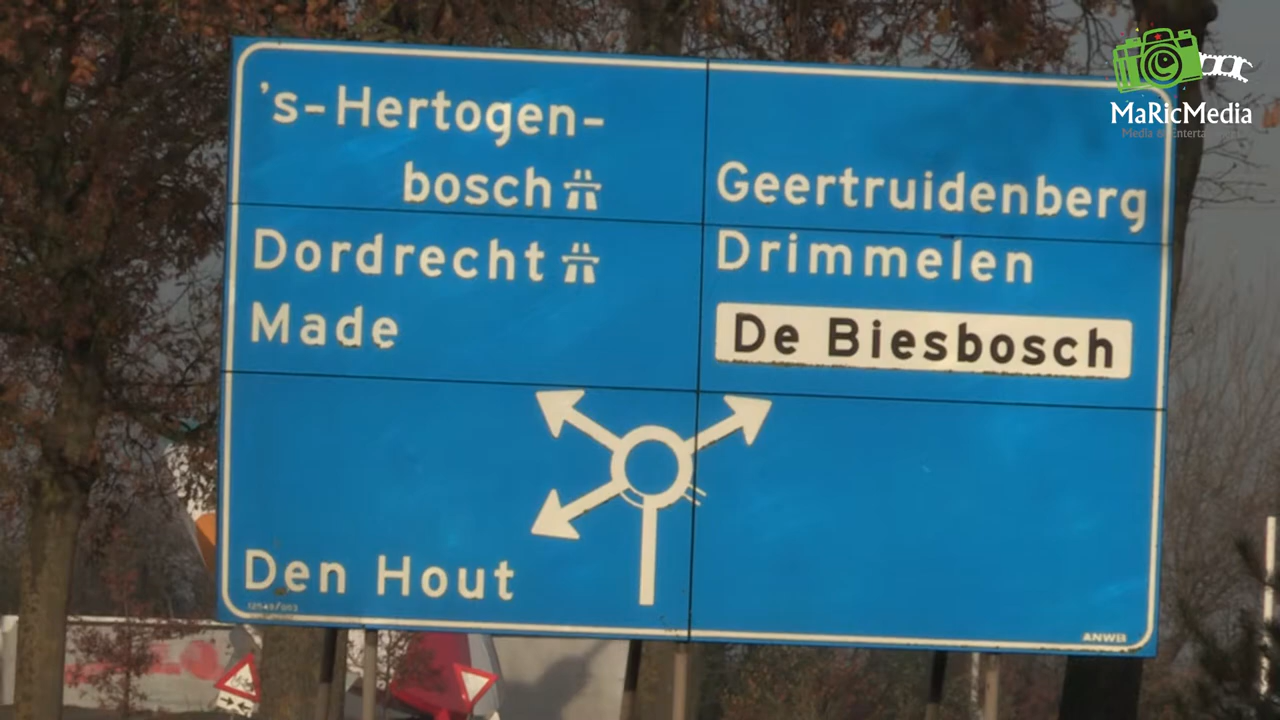 's-Hertogen-
bosch
Dordrecht
Made
Geertruidenberg
Drimmelen
De Biesbosch
Den Hout
ANWB
MaRicMedia